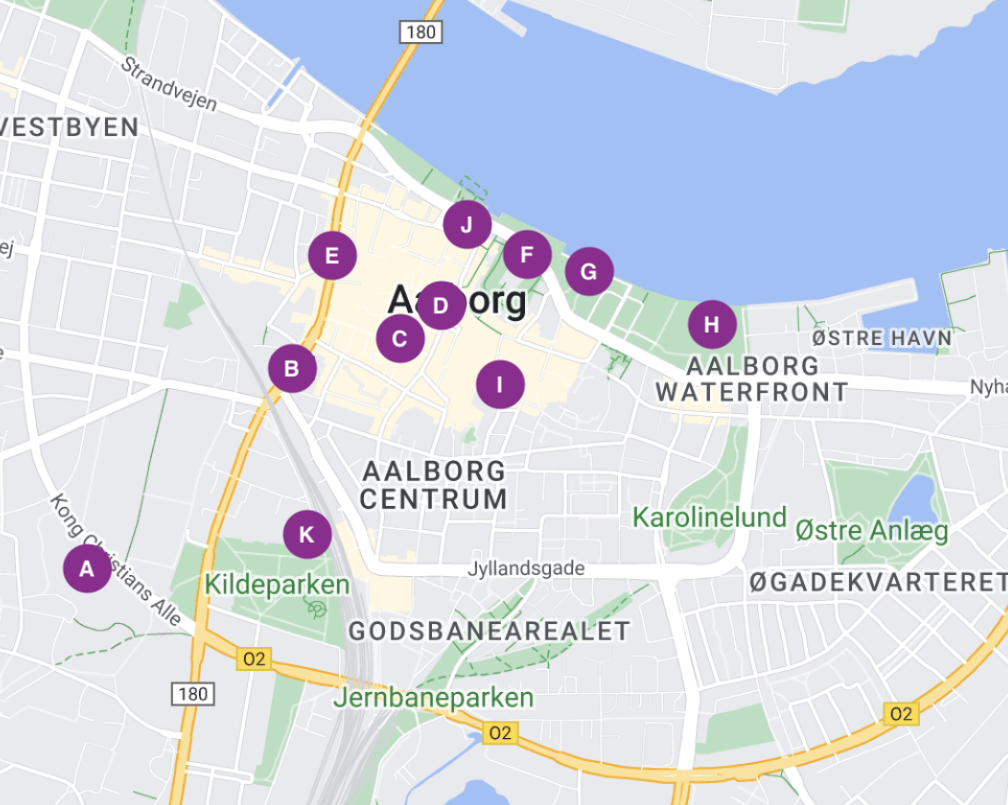 180
Strandvejen
VESTBYEN
J
E
F
G
ej
D
Aalborg
H
C
ØSTRE HAVN
B
AALBORG
WATERFRONT
I
Nyha
e
AALBORG
CENTRUM
Karolinelund
Østre Anlæg
K
Kong Christians Alle
A
Jyllandsgade
Kildeparken
ØGADEKVARTERET
GODSBANEAREALET
O2
180
Jernbaneparken
O2
O2